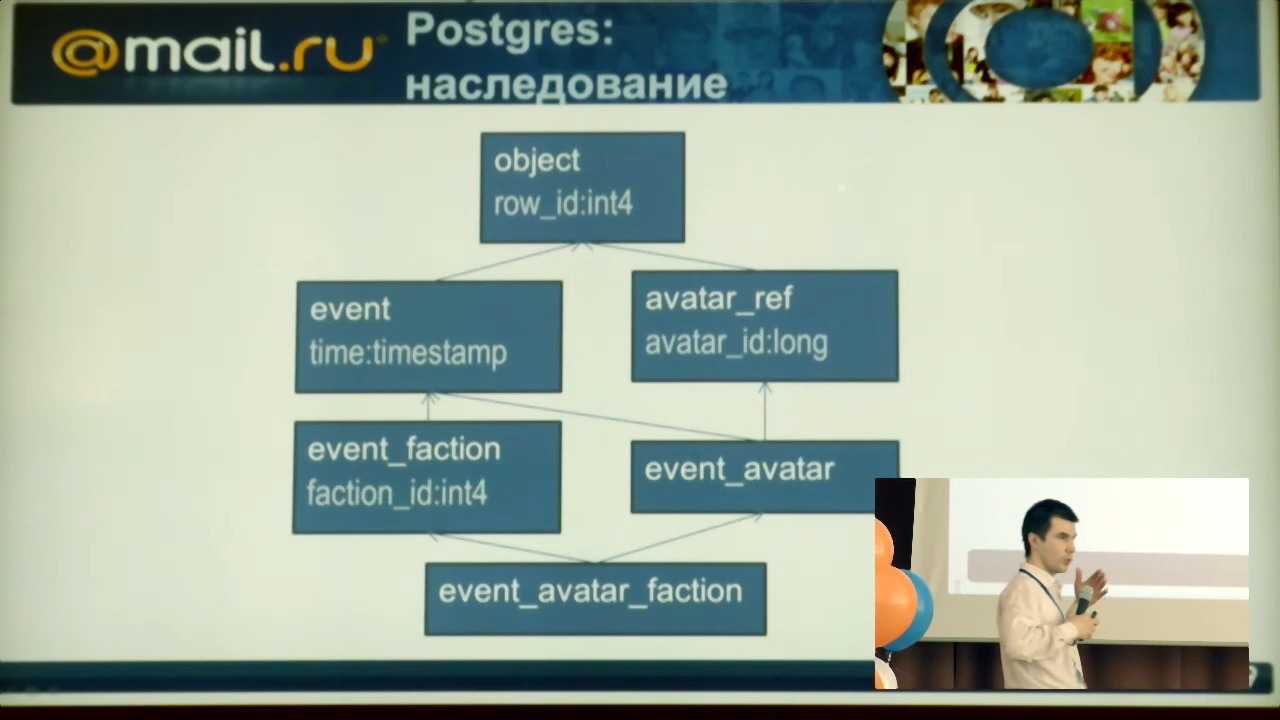 @mail.ru
Postgres:
наследование
object
row_id:int4
event
time:timestamp
avatar_ref
avatar_id:long
event_faction
faction_id:int4
event_avatar
event_avatar_faction